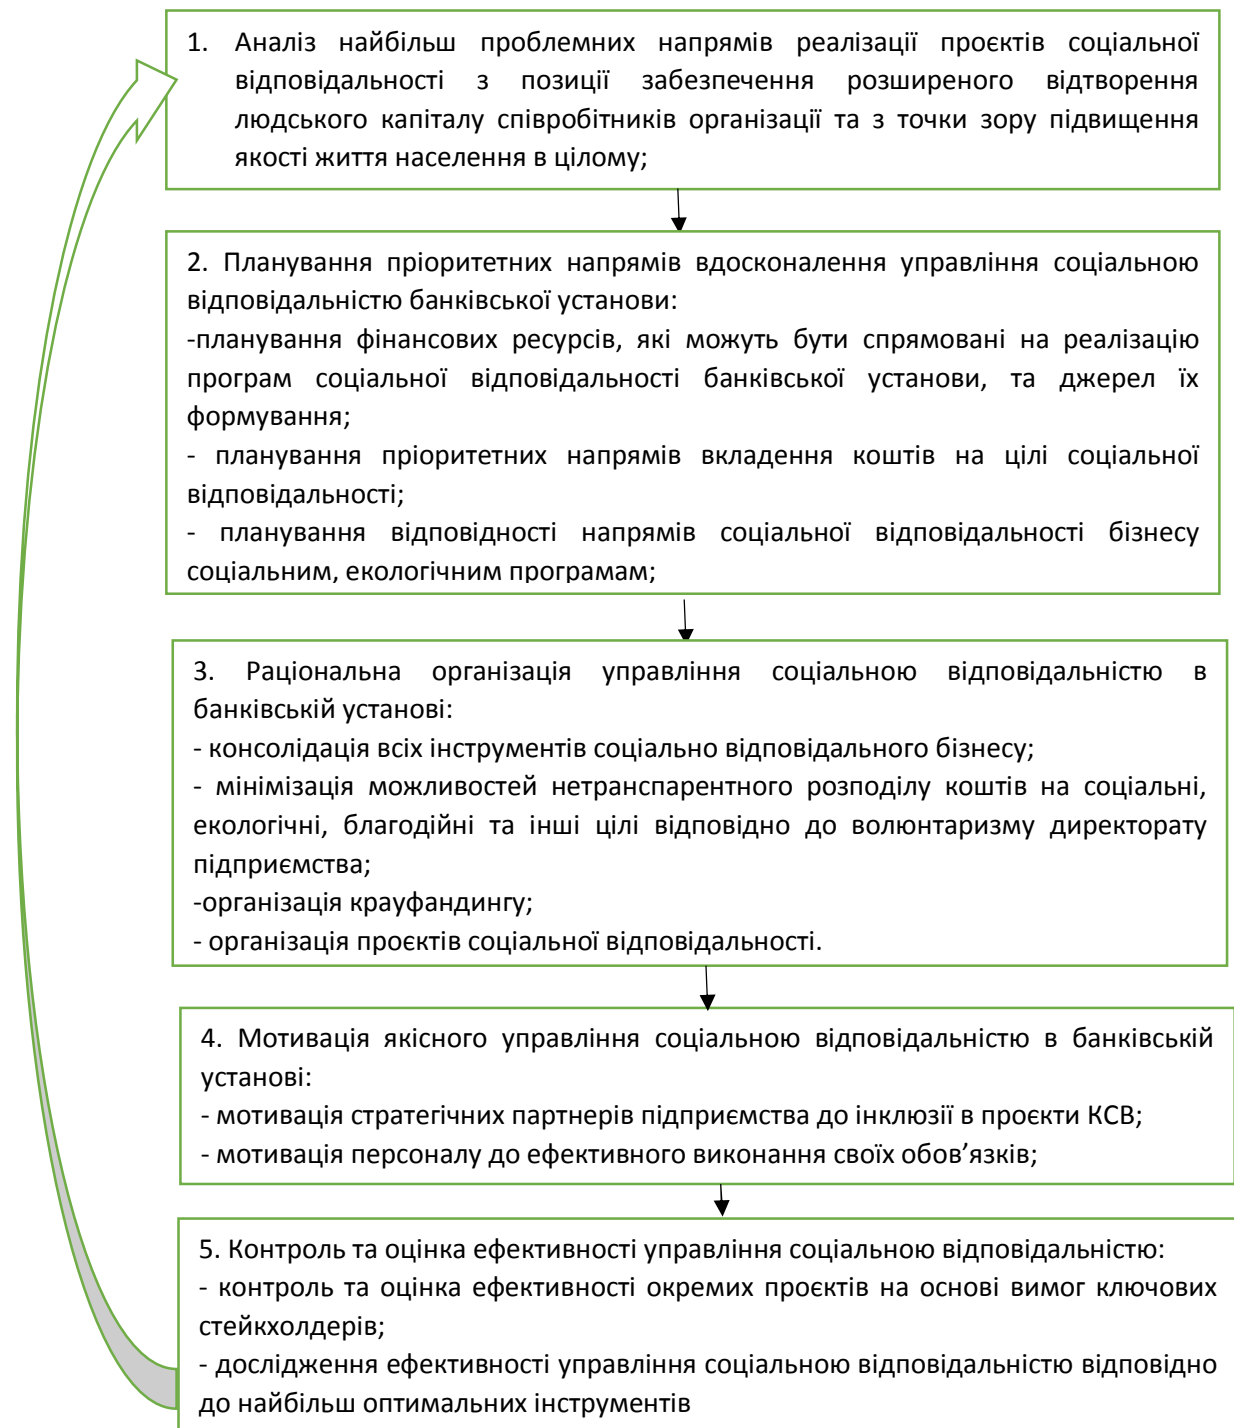 1. Аналіз найбільш проблемних напрямів реалізації проєктів соціальної
відповідальності з позиції забезпечення розширеного відтворення
людського капіталу співробітників організації та з точки зору підвищення
якості життя населення в цілому;
2. Планування пріоритетних напрямів вдосконалення управління соціальною
відповідальністю банківської установи:
-планування фінансових ресурсів, які можуть бути спрямовані на реалізацію
програм соціальної відповідальності банківської установи, та джерел їх
формування;
- планування пріоритетних напрямів вкладення коштів на цілі соціальної
відповідальності;
- планування відповідності напрямів соціальної відповідальності бізнесу
соціальним, екологічним програмам;
3. Раціональна організація управління соціальною відповідальністю в
банківській установі:
- консолідація всіх інструментів соціально відповідального бізнесу;
- мінімізація можливостей нетранспарентного розподілу коштів на соціальні,
екологічні, благодійні та інші цілі відповідно до волюнтаризму директорату
підприємства;
-організація крауфандингу;
- організація проєктів соціальної відповідальності.
4. Мотивація якісного управління соціальною відповідальністю в банківській
установі:
- мотивація стратегічних партнерів підприємства до інклюзії в проєкти КСВ;
- мотивація персоналу до ефективного виконання своїх обов’язків;
5. Контроль та оцінка ефективності управління соціальною відповідальністю:
- контроль та оцінка ефективності окремих проєктів на основі вимог ключових
стейкхолдерів;
- дослідження ефективності управління соціальною відповідальністю відповідно
до найбільш оптимальних інструментів